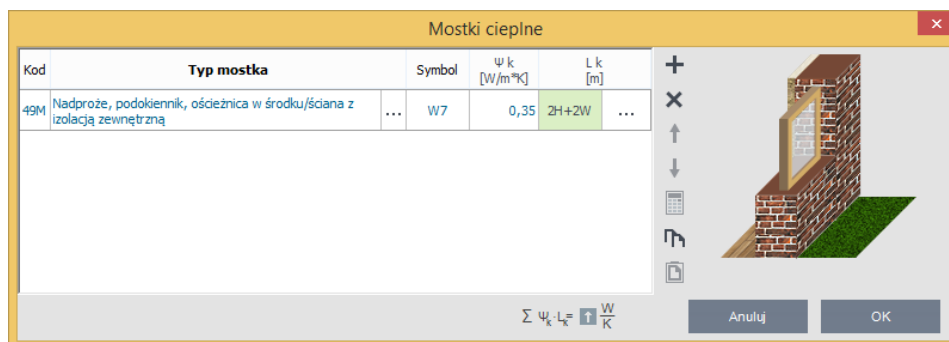 Mostki cieplne
Kod Typ mostka Symbol Ψ k [W/m*K] L k [m]
49M Nadproże, podokiennik, ościeżnica w środku/ściana z izolacją zewnętrzną ... W7 0,35 2H+2W ...
Σ Ψk·Lk= W/K
Anuluj OK